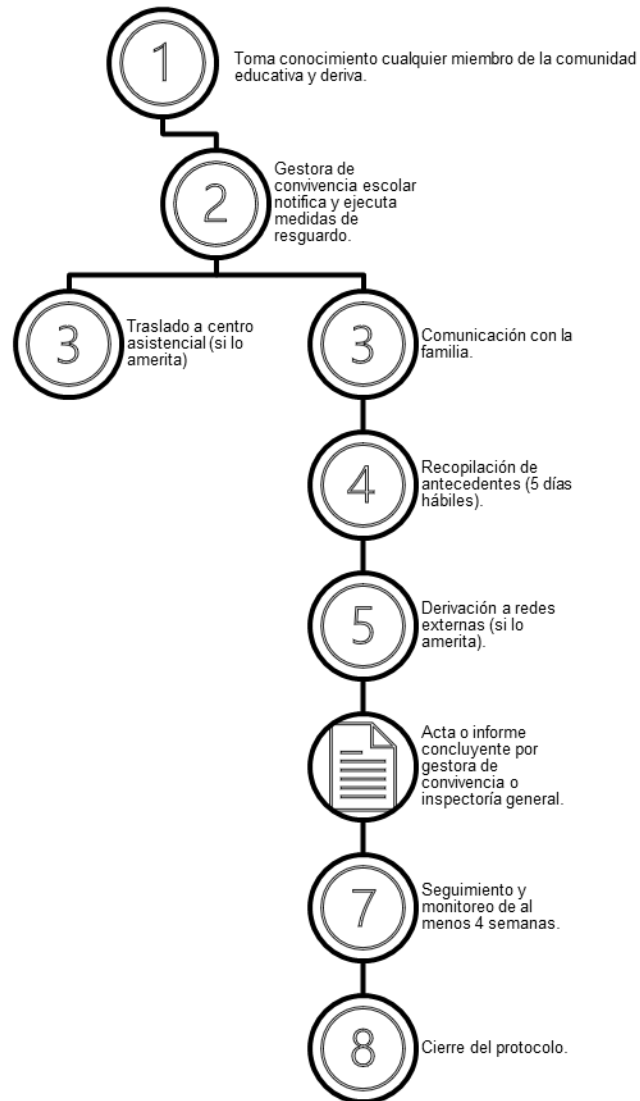 1
Toma conocimiento cualquier miembro de la comunidad
educativa y deriva.
2
Gestora de
convivencia escolar
notifica y ejecuta
medidas de
resguardo.
3
Traslado a centro
asistencial (si lo
amerita)
3
Comunicación con la
familia.
4
Recopilación de
antecedentes (5 días
hábiles).
5
Derivación a redes
externas (si lo
amerita).
Acta o informe
concluyente por
gestora de
convivencia o
inspectoría general.
7
Seguimiento y
monitoreo de al
menos 4 semanas.
8
Cierre del protocolo.